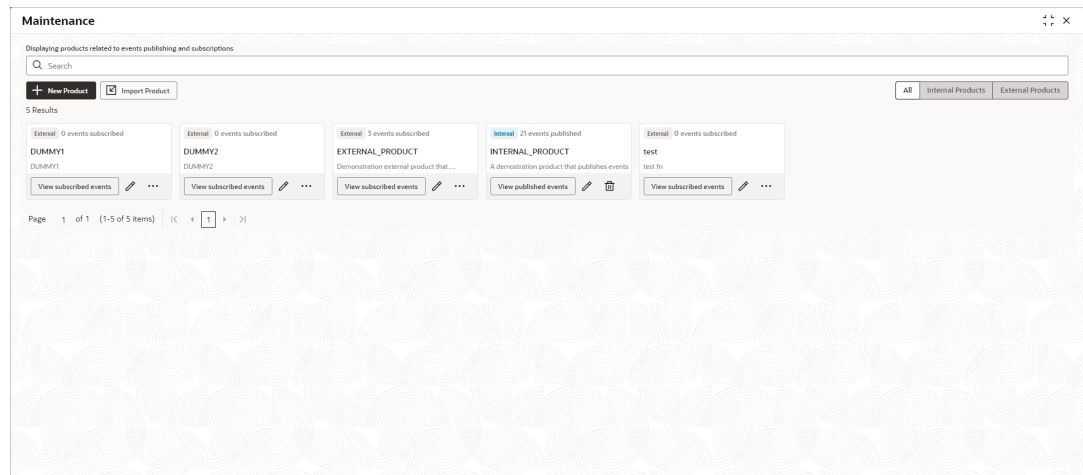 Maintenance
Displaying products related to events publishing and subscriptions
Search
New Product Import Product All Internal Products External Products
5 Results
External 0 events subscribed
DUMMY1
DUMMY1
View subscribed events
External 0 events subscribed
DUMMY2
DUMMY2
View subscribed events
External 3 events subscribed
EXTERNAL_PRODUCT
Demonstration external product that...
View subscribed events
Internal 21 events published
INTERNAL_PRODUCT
A demostration product that publishes events
View published events
External 0 events subscribed
test
test fn
View subscribed events
Page 1 of 1 (1-5 of 5 items) 1